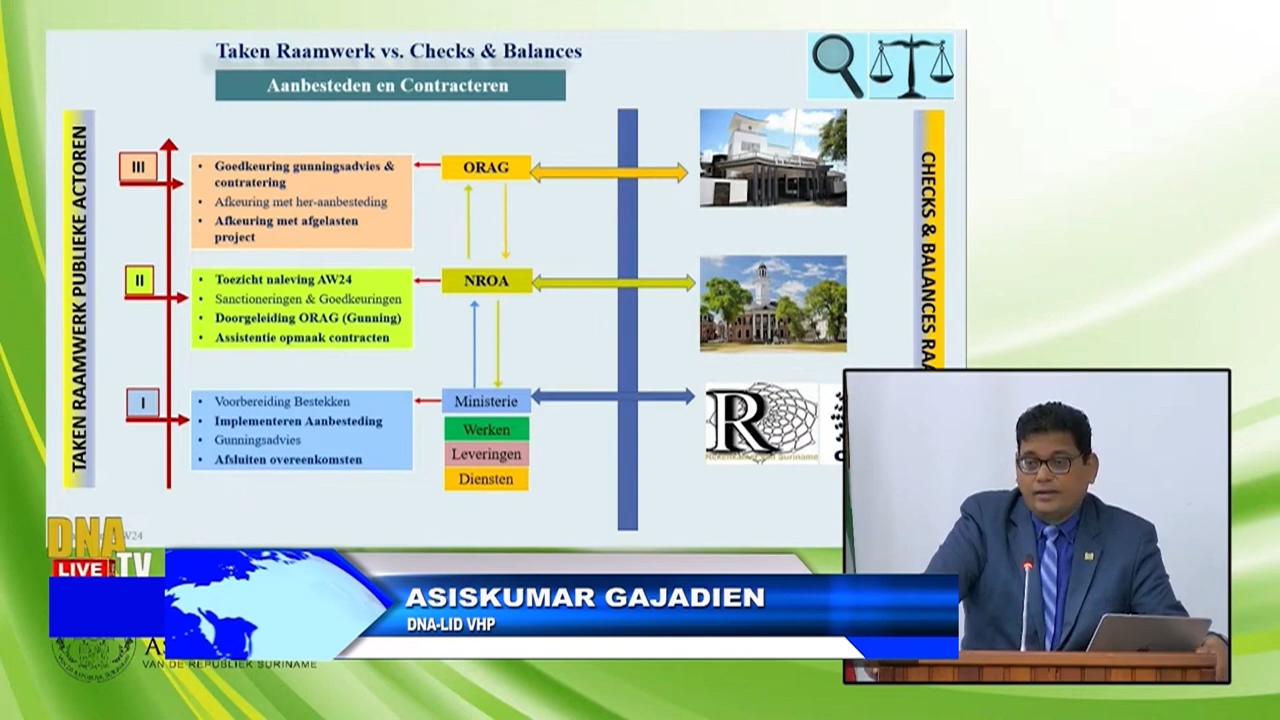 Taken Raamwerk vs. Checks & Balances
Aanbesteden en Contracteren
TAKEN RAAMWERK PUBLIEKE ACTOREN
III
• Goedkeuring gunningsadvies &
contratering
• Afkeuring met her-aanbesteding
• Afkeuring met afgelasten
project
ORAG
II
• Toezicht naleving AW24
• Sanctioneringen & Goedkeuringen
• Doorgeleiding ORAG (Gunning)
• Assistentie opmaak contracten
NROA
I
• Voorbereiding Bestekken
• Implementeren Aanbesteding
• Gunningsadvies
• Afsluiten overeenkomsten
Ministerie
Werken
Leveringen
Diensten
R
van Suriname
CHECKS & BALANCES RAA
W24
DNA
LIVE TV
ASISKUMAR GAJADIEN
DNA-LID VHP
VAN DE REPUBLIEK SURINAME